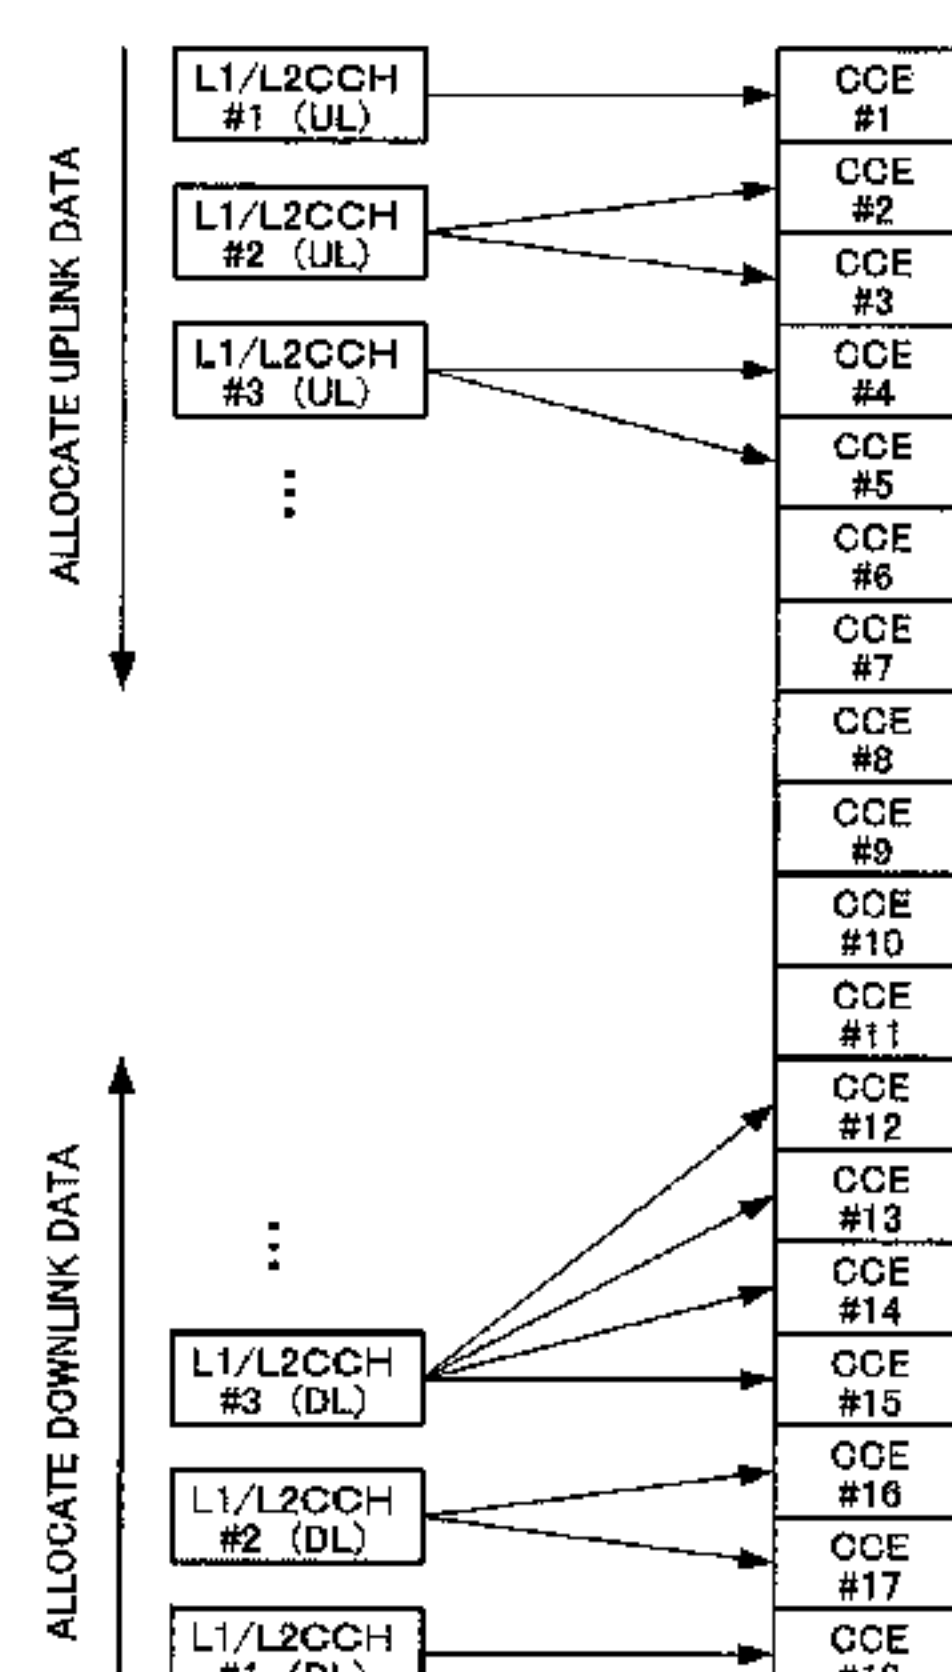 ALLOCATE UPLINK DATA
L1/L2CCH
#1 (UL)
L1/L2CCH
#2 (UL)
L1/L2CCH
#3 (UL)
CCE
#1
CCE
#2
CCE
#3
CCE
#4
CCE
#5
CCE
#6
CCE
#7
CCE
#8
CCE
#9
CCE
#10
CCE
#11
CCE
#12
CCE
#13
CCE
#14
CCE
#15
CCE
#16
CCE
#17
CCE
#18
ALLOCATE DOWNLINK DATA
L1/L2CCH
#3 (DL)
L1/L2CCH
#2 (DL)
L1/L2CCH
#1 (DL)